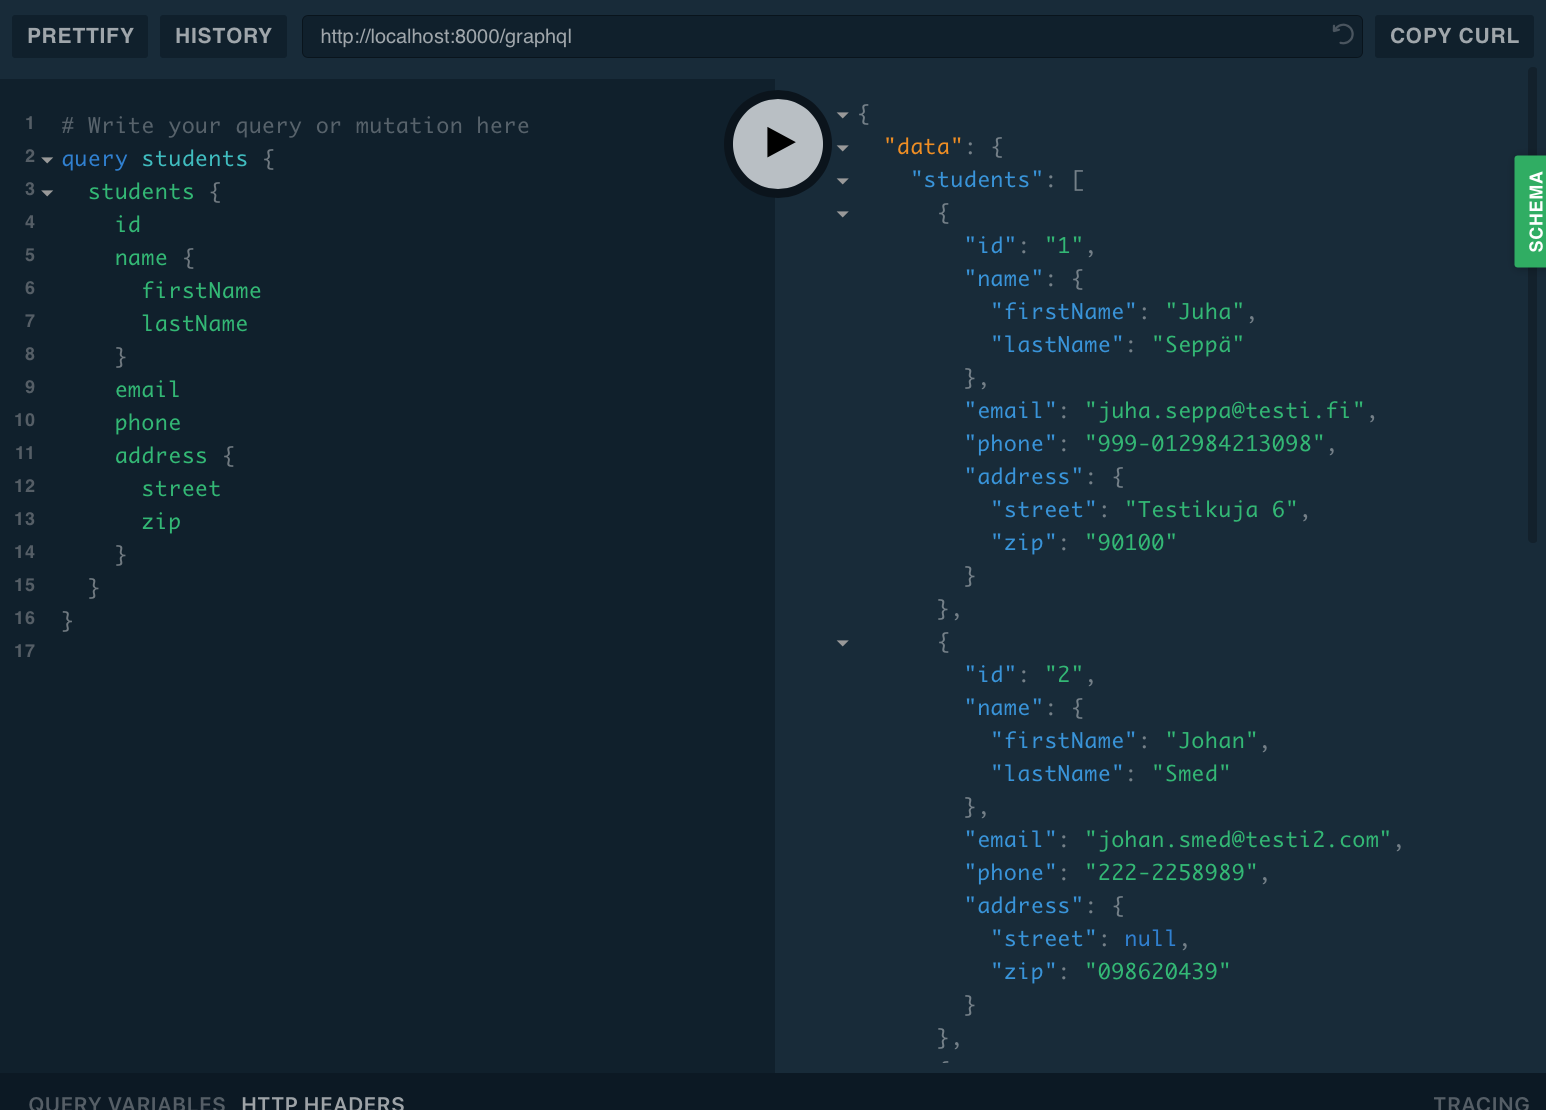 PRETTIFY HISTORY http://localhost:8000/graphql COPY CURL
1 # Write your query or mutation here
2 query students {
3 students {
4 id
5 name {
6 firstName
7 lastName
8 }
9 email
10 phone
11 address {
12 street
13 zip
14 }
15 }
16 }
17
{
"data": {
"students": [
{
"id": "1",
"name": {
"firstName": "Juha",
"lastName": "Seppä"
},
"email": "juha.seppa@testi.fi",
"phone": "999-012984213098",
"address": {
"street": "Testikuja 6",
"zip": "90100"
}
},
{
"id": "2",
"name": {
"firstName": "Johan",
"lastName": "Smed"
},
"email": "johan.smed@testi2.com",
"phone": "222-2258989",
"address": {
"street": null,
"zip": "098620439"
}
},
SCHEMA
QUERY VARIABLES HTTP HEADERS TRACING